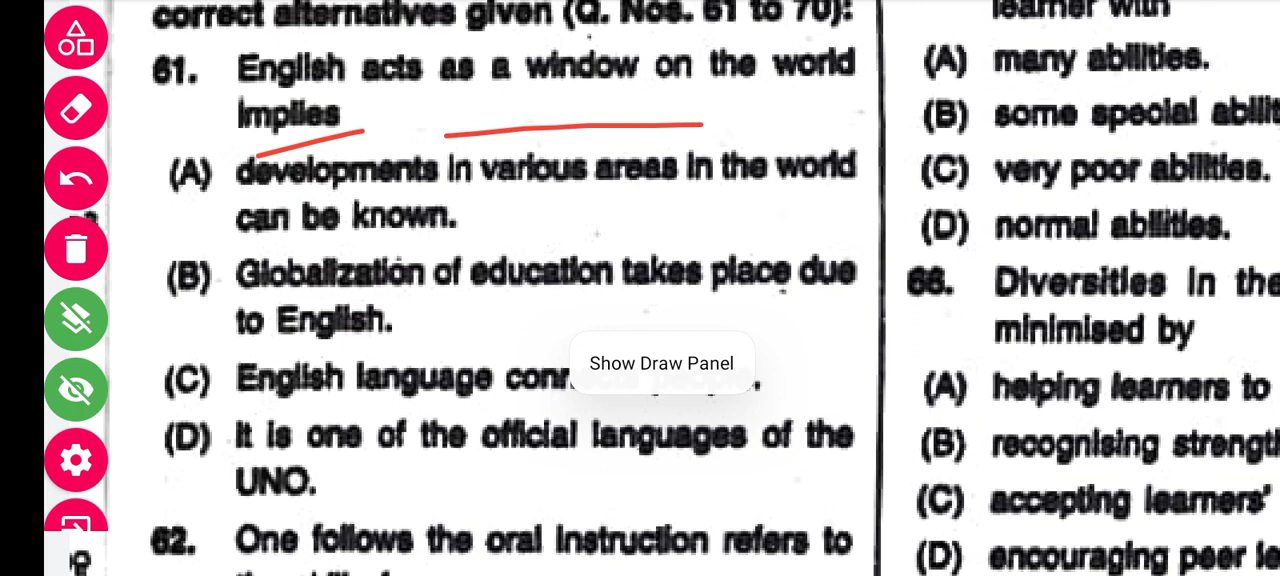 correct alternatives given (Q. Nos. 61 to 70):
61. English acts as a window on the world
implies
(A) developments in various areas in the world
can be known.
(B) Globalization of education takes place due
to English.
(C) English language
Show Draw Panel
(D) It is one of the official languages of the
UNO.
62. One follows the oral instruction refers to
learner with
(A) many abilities.
(B) some special
(C) very poor abilities.
(D) normal abilities.
66. Diversities in the
minimised by
(A) helping learners to
(B) recognising
(C) accepting learners'
(D) encouraging peer